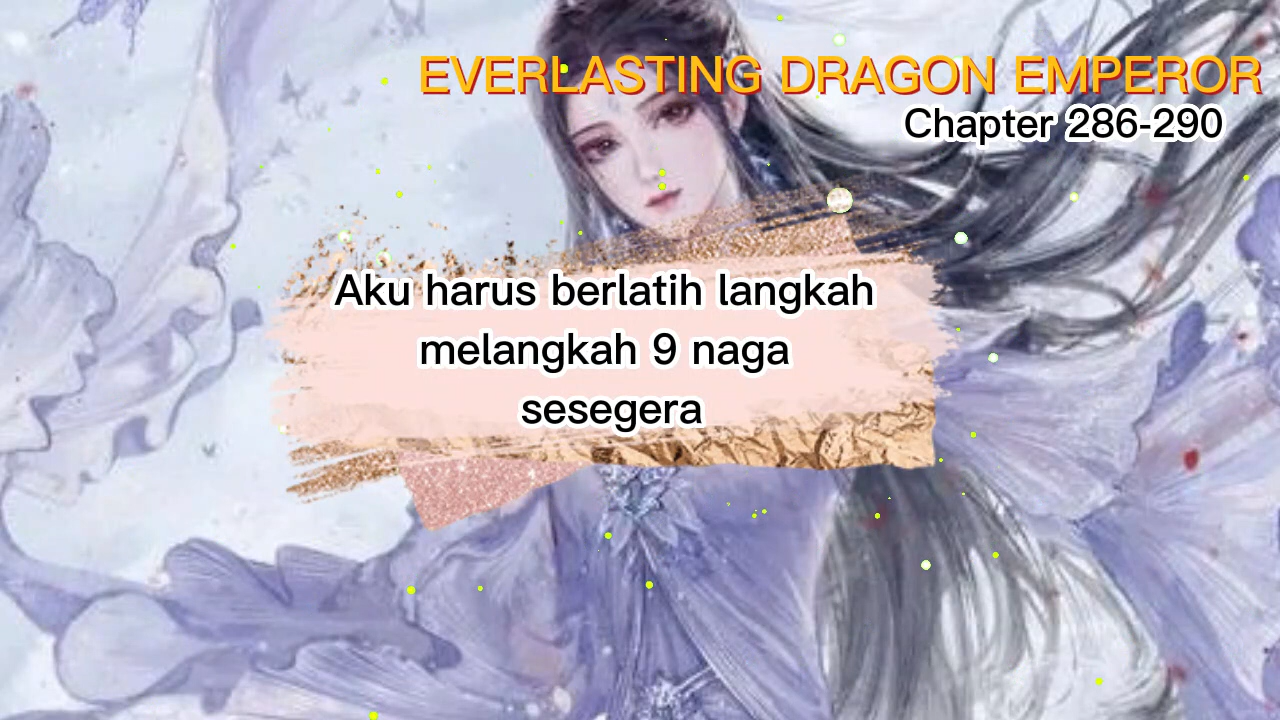 EVERLASTING DRAGON EMPEROR
Chapter 286-290
Aku harus berlatih langkah
melangkah 9 naga
sesegera